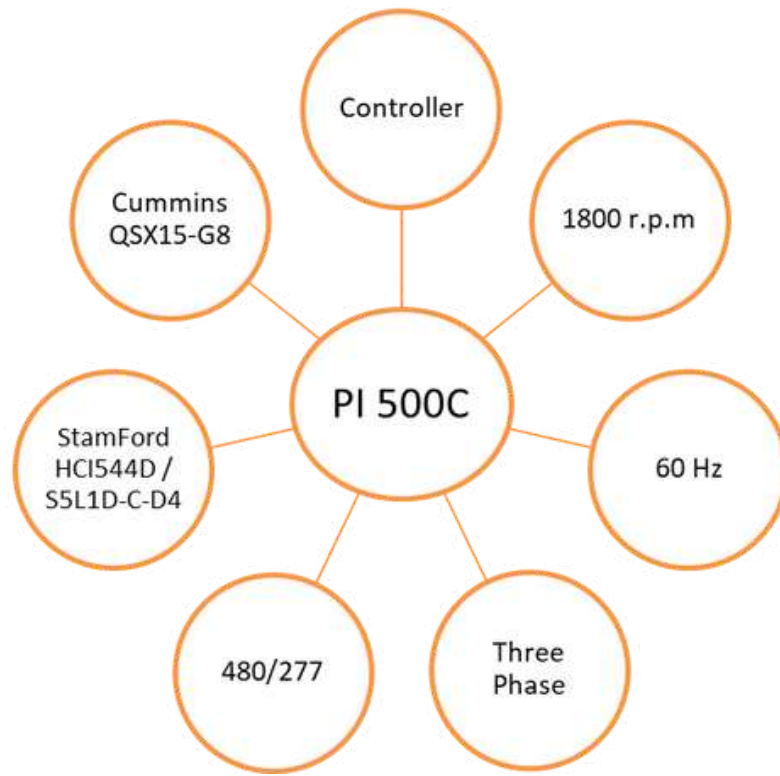 Controller
Cummins
QSX15-G8
1800 r.p.m
PI 500C
StamFord
HCI544D /
S5L1D-C-D4
60 Hz
480/277
Three
Phase